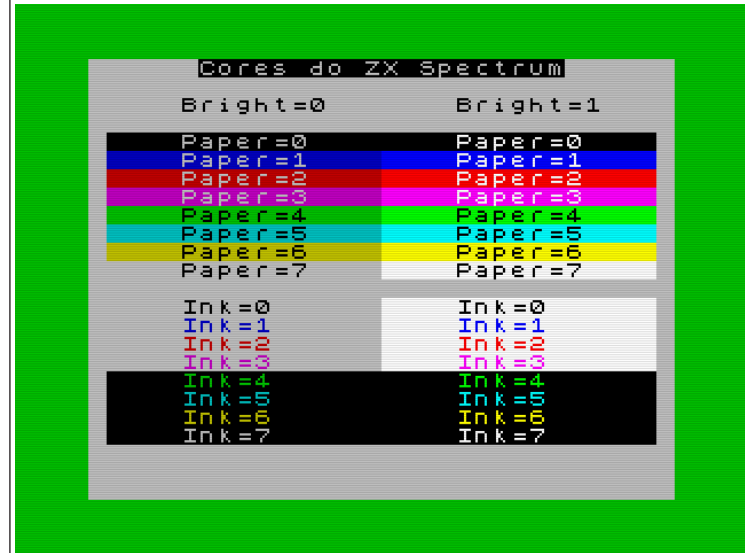 Cores do ZX Spectrum
Bright=0 Bright=1
Paper=0 Paper=0
Paper=1 Paper=1
Paper=2 Paper=2
Paper=3 Paper=3
Paper=4 Paper=4
Paper=5 Paper=5
Paper=6 Paper=6
Paper=7 Paper=7
Ink=0 Ink=0
Ink=1 Ink=1
Ink=2 Ink=2
Ink=3 Ink=3
Ink=4 Ink=4
Ink=5 Ink=5
Ink=6 Ink=6
Ink=7 Ink=7